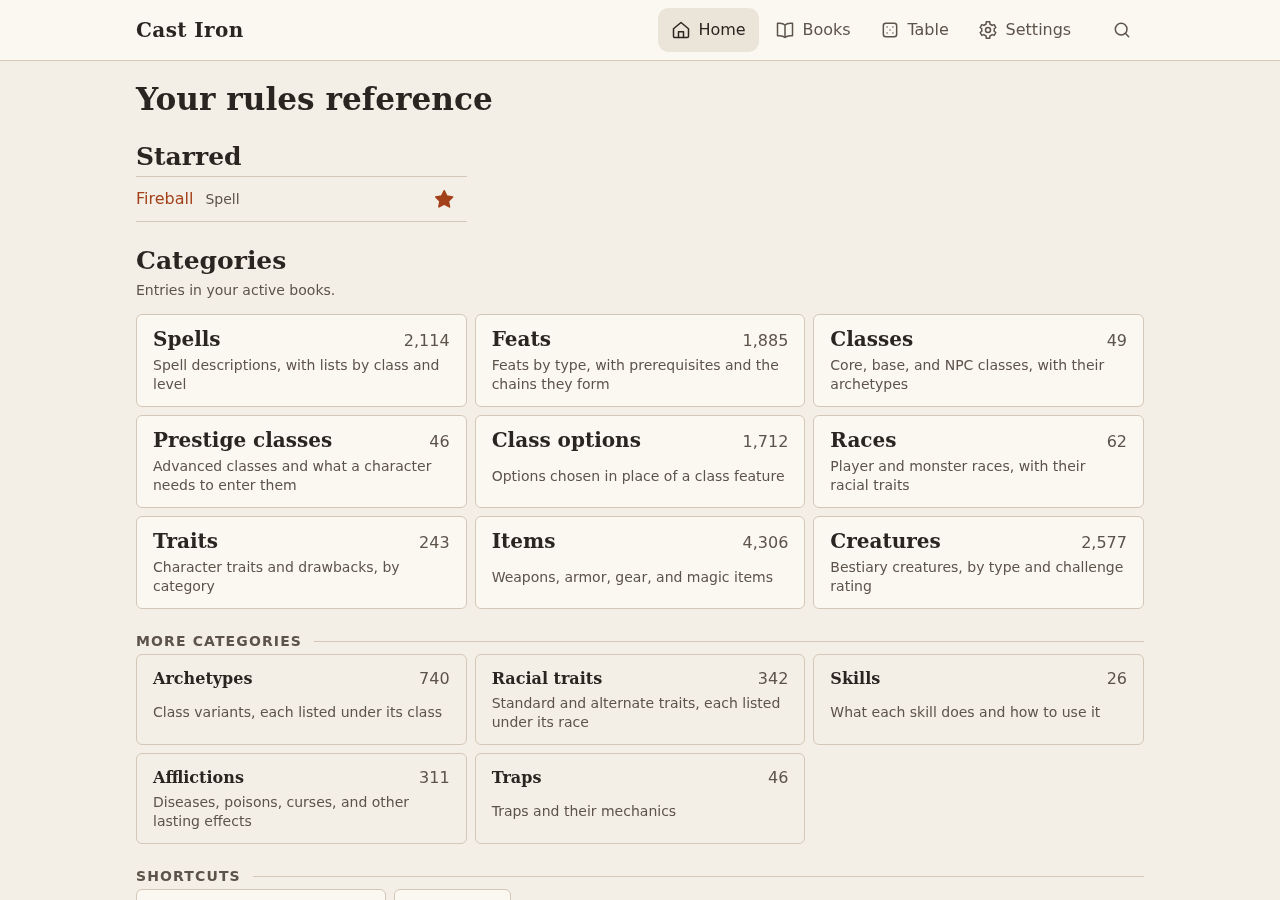 Cast Iron
Home
Books
Table
Settings
Your rules reference
Starred
Fireball Spell
Categories
Entries in your active books.
Spells 2,114
Spell descriptions, with lists by class and
level
Feats 1,885
Feats by type, with prerequisites and the
chains they form
Classes 49
Core, base, and NPC classes, with their
archetypes
Prestige classes 46
Advanced classes and what a character
needs to enter them
Class options 1,712
Options chosen in place of a class feature
Races 62
Player and monster races, with their
racial traits
Traits 243
Character traits and drawbacks, by
category
Items 4,306
Weapons, armor, gear, and magic items
Creatures 2,577
Bestiary creatures, by type and challenge
rating
MORE CATEGORIES
Archetypes 740
Class variants, each listed under its class
Racial traits 342
Standard and alternate traits, each listed
under its race
Skills 26
What each skill does and how to use it
Afflictions 311
Diseases, poisons, curses, and other
lasting effects
Traps 46
Traps and their mechanics
SHORTCUTS